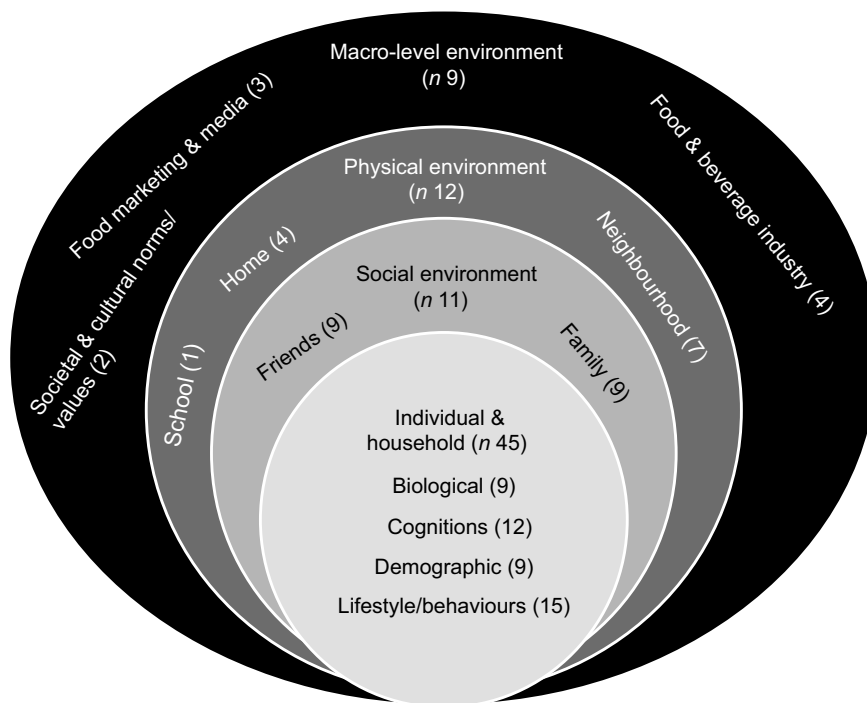 Macro-level environment
(n 9)
Food marketing & media (3)
Societal & cultural norms/
values (2)
Food & beverage industry (4)
Physical environment
(n 12)
Home (4)
School (1)
Neighbourhood (7)
Social environment
(n 11)
Friends (9)
Family (9)
Individual &
household (n 45)
Biological (9)
Cognitions (12)
Demographic (9)
Lifestyle/behaviours (15)